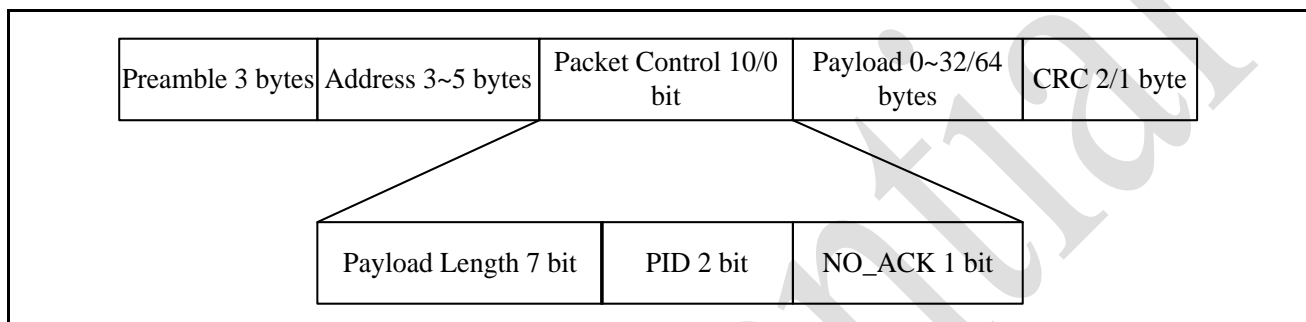 Preamble 3 bytes
Address 3~5 bytes
Packet Control 10/0
bit
Payload 0~32/64
bytes
CRC 2/1 byte
Payload Length 7 bit
PID 2 bit
NO_ACK 1 bit